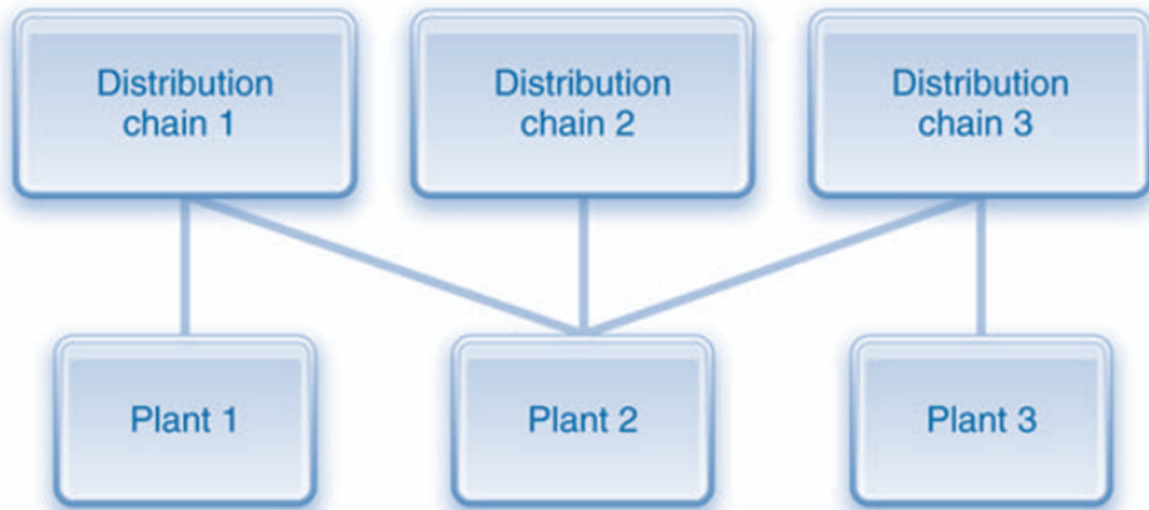 Distribution
chain 1
Distribution
chain 2
Distribution
chain 3
Plant 1
Plant 2
Plant 3